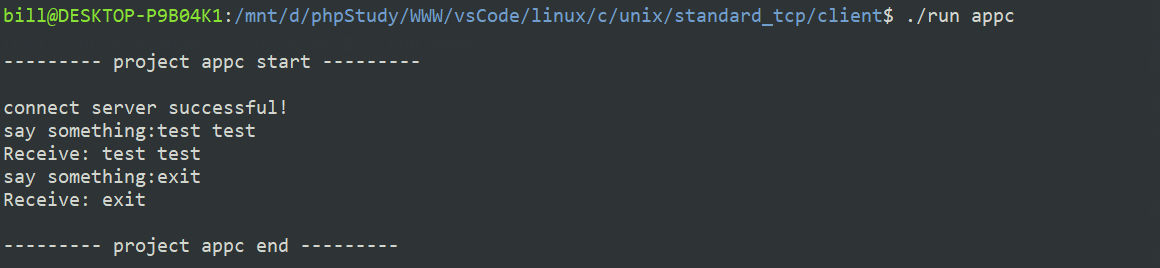 bill@DESKTOP-P9B04K1:/mnt/d/phpStudy/WWW/vsCode/linux/c/unix/standard_tcp/client$ ./run appc
--------- project appc start ---------
connect server successful!
say something:test test
Receive: test test
say something:exit
Receive: exit
--------- project appc end ---------